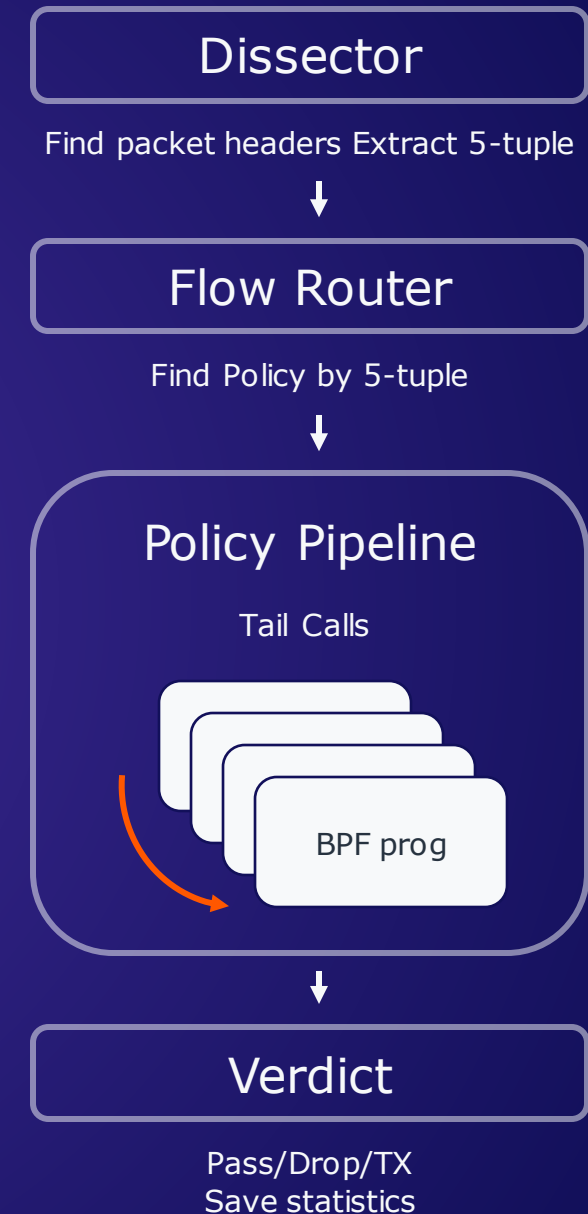 Dissector
Find packet headers Extract 5-tuple
Flow Router
Find Policy by 5-tuple
Policy Pipeline
Tail Calls
BPF prog
Verdict
Pass/Drop/TX
Save statistics